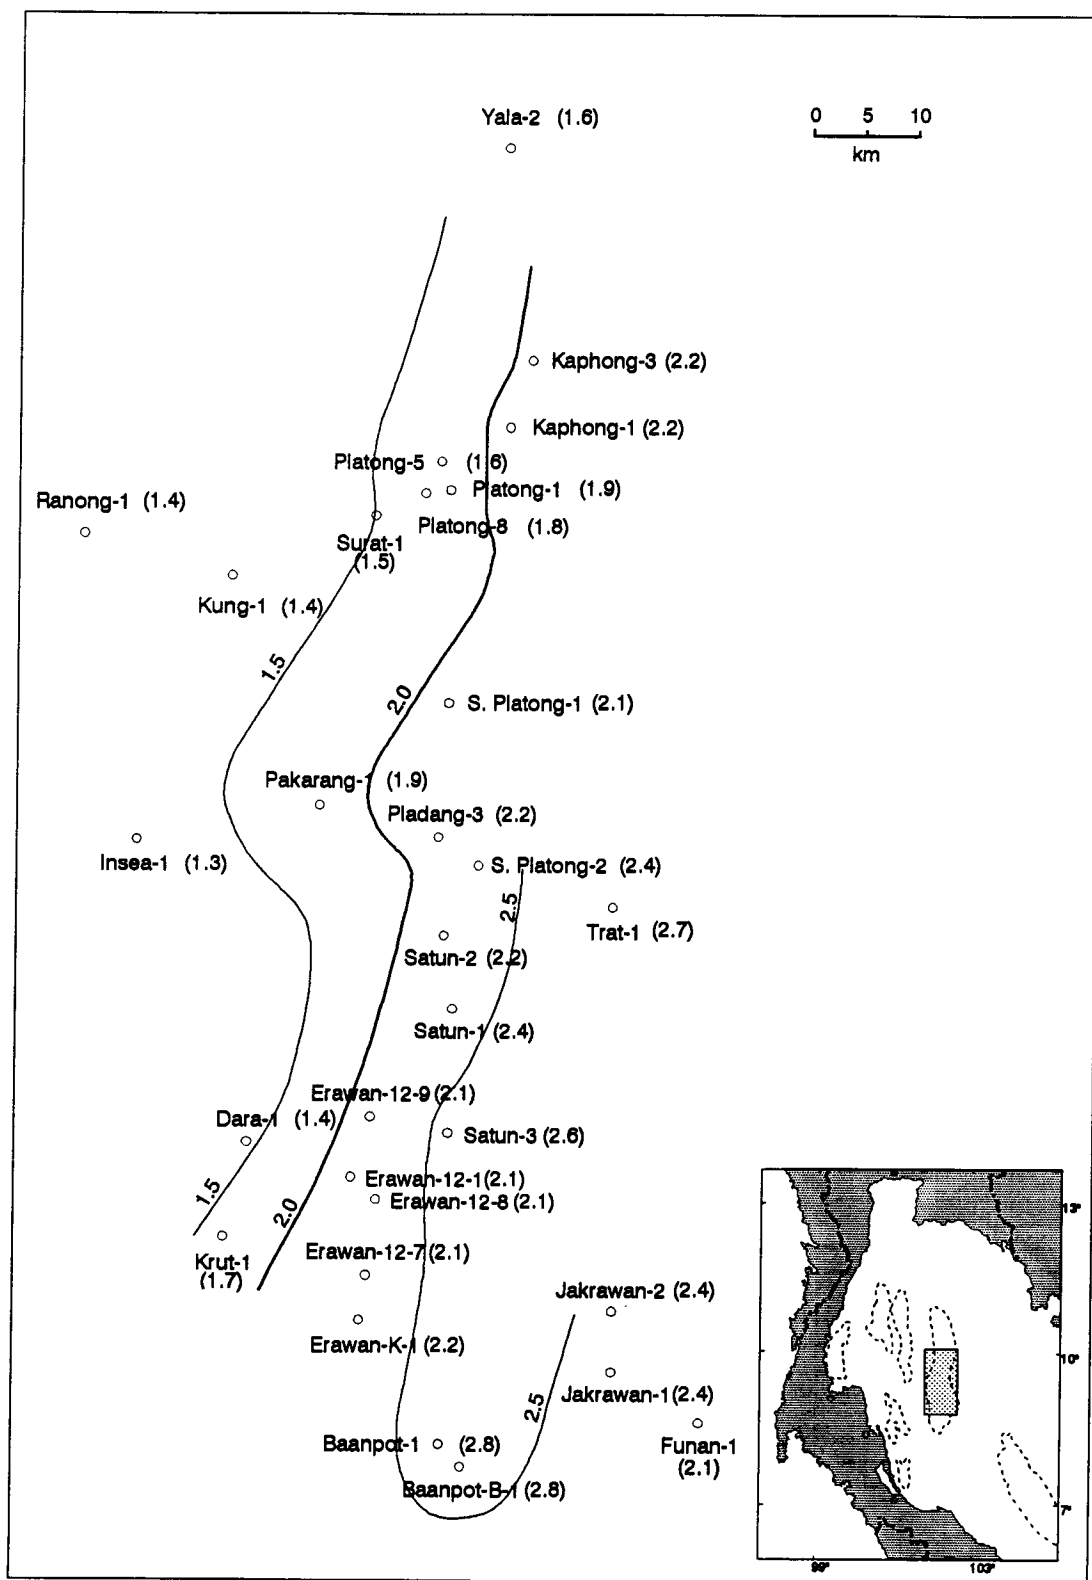 Yala-2 (1.6)
0 5 10
km
Kaphong-3 (2.2)
Kaphong-1 (2.2)
Platong-5 (1.6)
Platong-1 (1.9)
Ranong-1 (1.4)
Platong-8 (1.8)
Surat-1
(1.5)
Kung-1 (1.4)
1.5
2.0
S. Platong-1 (2.1)
Pakarang-1 (1.9)
Pladang-3 (2.2)
Insea-1 (1.3)
S. Platong-2 (2.4)
2.5
Trat-1 (2.7)
Satun-2 (2.2)
Satun-1 (2.4)
Erawan-12-9 (2.1)
Dara-1 (1.4)
Satun-3 (2.6)
Erawan-12-1 (2.1)
1.5
Erawan-12-8 (2.1)
2.0
Erawan-12-7 (2.1)
Krut-1
(1.7)
Jakrawan-2 (2.4)
Erawan-K-1 (2.2)
Jakrawan-1 (2.4)
2.5
Baanpot-1 (2.8)
Funan-1
(2.1)
Baanpot-B-1 (2.8)
13°
10°
7°
99° 103°